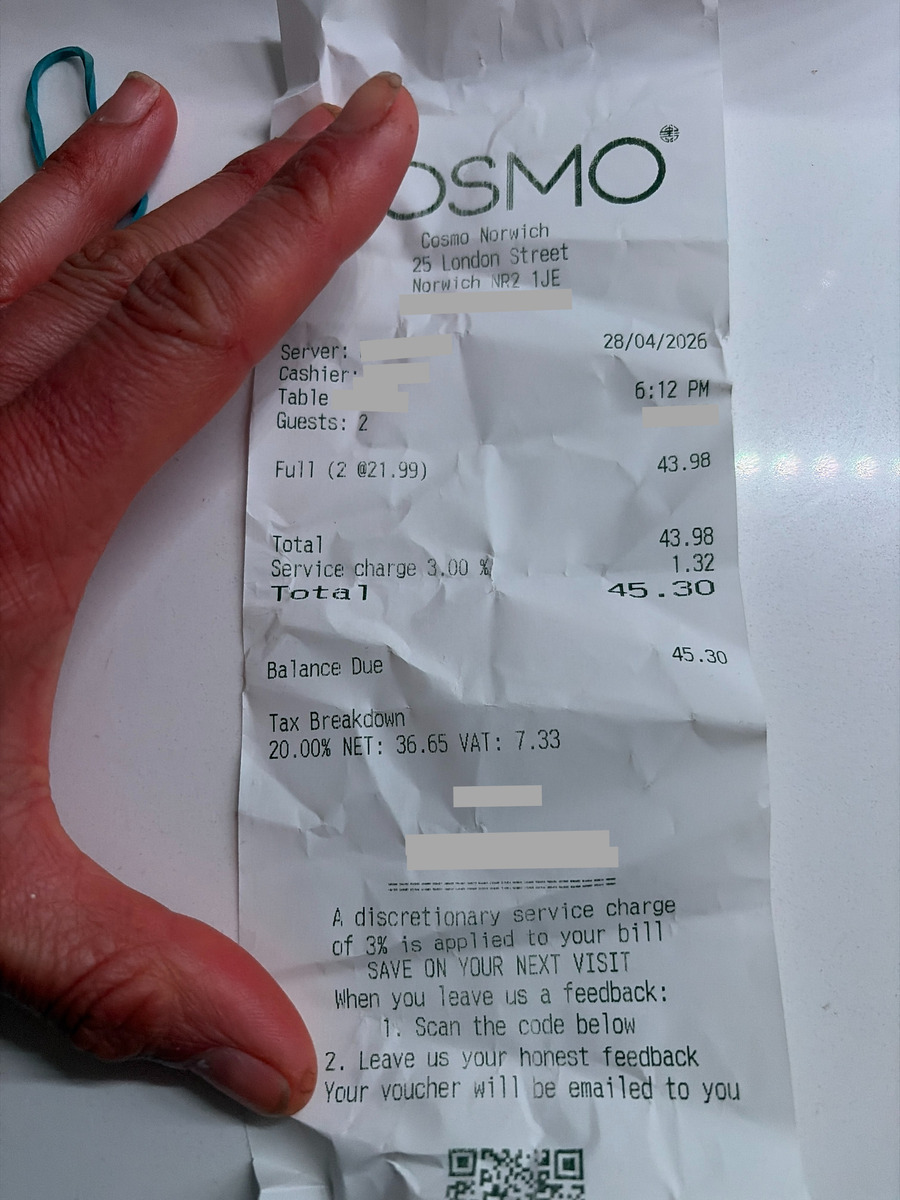 OSMO
Cosmo Norwich
25 London Street
Norwich NR2 1JE
Server: 28/04/2026
Cashier:
Table 6:12 PM
Guests: 2
Full (2 @21.99) 43.98
Total 43.98
Service charge 3.00 % 1.32
Total 45.30
Balance Due 45.30
Tax Breakdown
20.00% NET: 36.65 VAT: 7.33
A discretionary service charge
of 3% is applied to your bill
SAVE ON YOUR NEXT VISIT
When you leave us a feedback:
1. Scan the code below
2. Leave us your honest feedback
Your voucher will be emailed to you